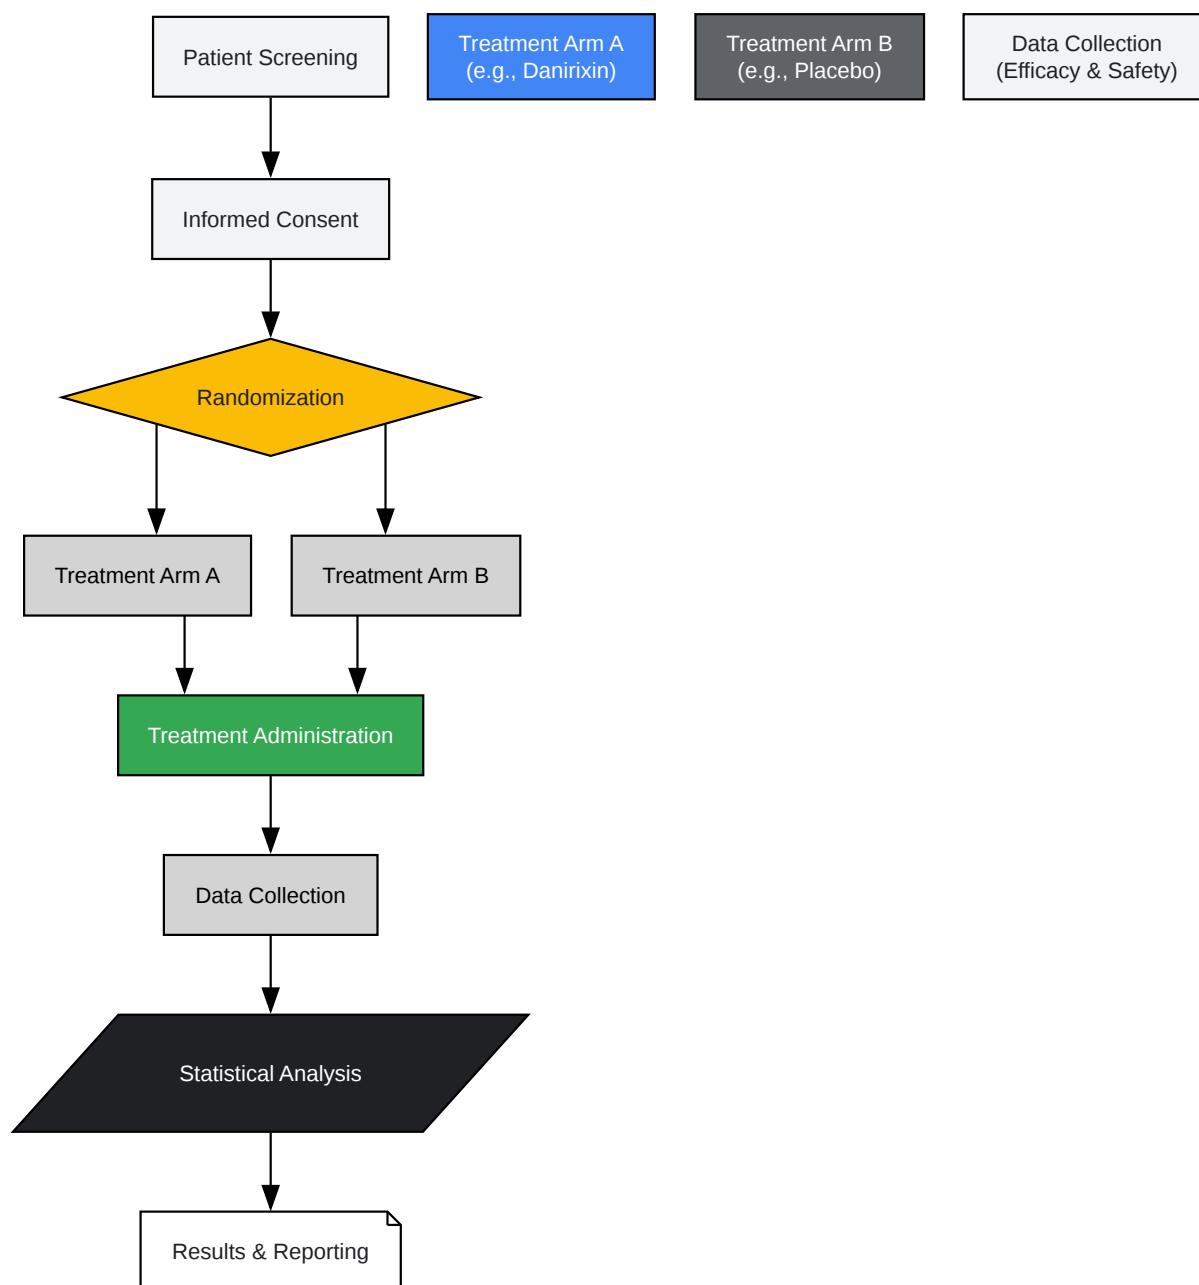 Patient Screening
Treatment Arm A
(e.g., Danirixin)
Treatment Arm B
(e.g., Placebo)
Data Collection
(Efficacy & Safety)
Informed Consent
Randomization
Treatment Arm A
Treatment Arm B
Treatment Administration
Data Collection
Statistical Analysis
Results & Reporting